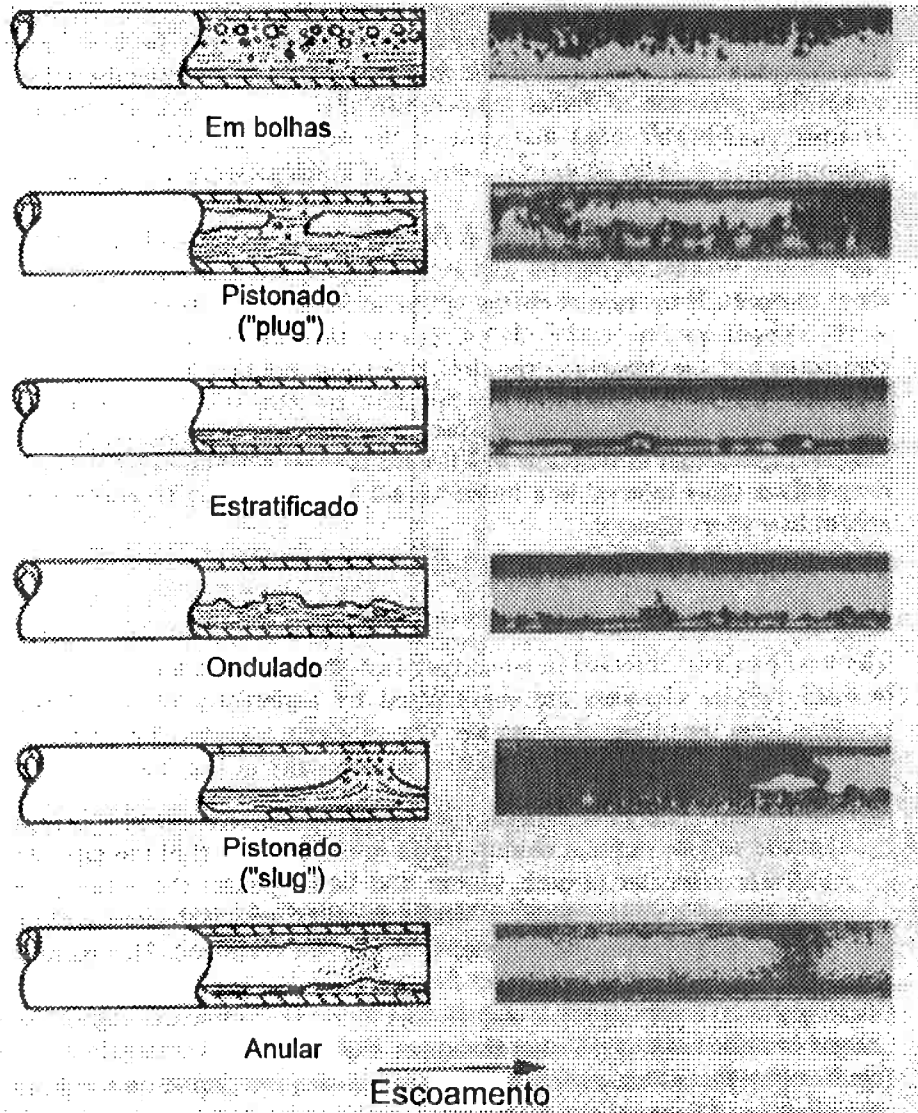 Em bolhas
Pistonado
("plug")
Estratificado
Ondulado
Pistonado
("slug")
Anular
Escoamento